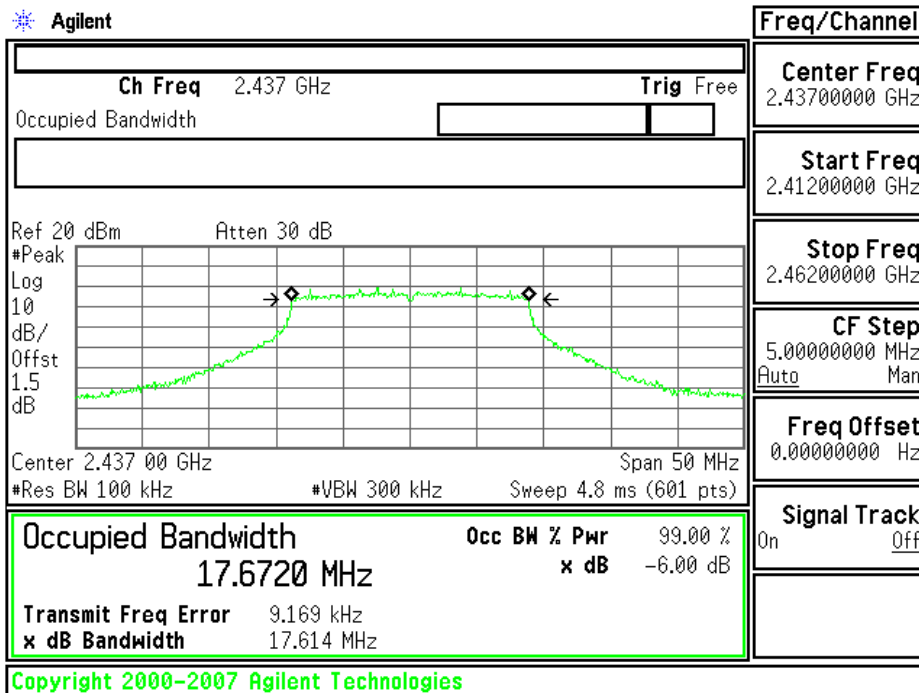 Agilent
Freq/Channel
Ch Freq 2.437 GHz Trig Free
Occupied Bandwidth
Center Freq
2.43700000 GHz
Start Freq
2.41200000 GHz
Stop Freq
2.46200000 GHz
CF Step
5.00000000 MHz
Auto Man
Freq Offset
0.00000000 Hz
Signal Track
On Off
Ref 20 dBm Atten 30 dB
#Peak
Log
10
dB/
Offst
1.5
dB
Center 2.437 00 GHz Span 50 MHz
#Res BW 100 kHz #VBW 300 kHz Sweep 4.8 ms (601 pts)
Occupied Bandwidth
17.6720 MHz
Occ BW % Pwr 99.00 %
x dB -6.00 dB
Transmit Freq Error 9.169 kHz
x dB Bandwidth 17.614 MHz
Copyright 2000-2007 Agilent Technologies